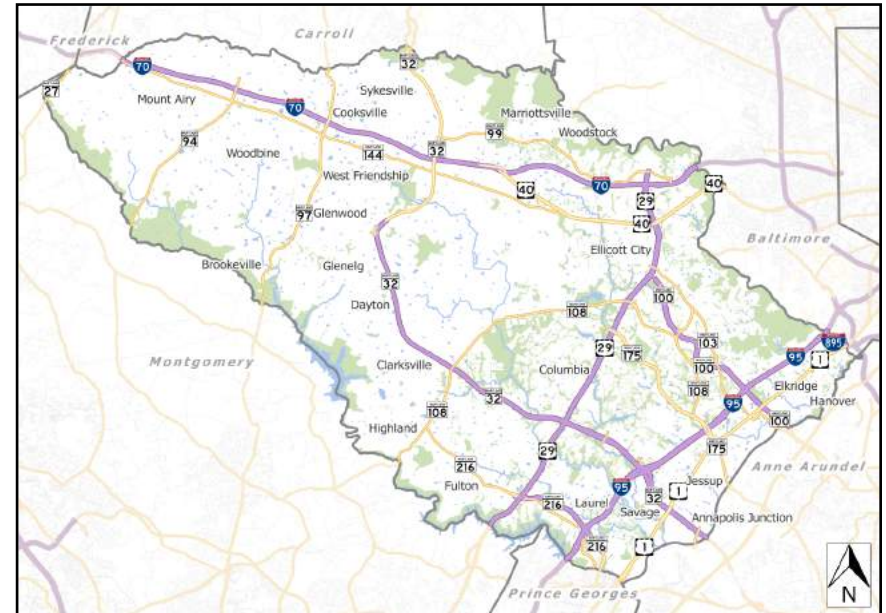 Carroll
Frederick
32
70
27
Mount Airy
Sykesville
70
Cooksville
Marriottsville
94
99
Woodstock
Woodbine
144
32
West Friendship
40
70
40
29
97
Glenwood
40
Baltimore
Ellicott City
Brookeville
Glenelg
32
100
Dayton
108
103
895
29
175
95
1
Montgomery
Clarksville
Columbia
100
Elkridge
108
32
95
Hanover
108
100
Highland
29
175
216
Anne Arundel
Fulton
95
Jessup
1
32
216
Laurel
Savage
Annapolis Junction
216
1
Prince Georges
N